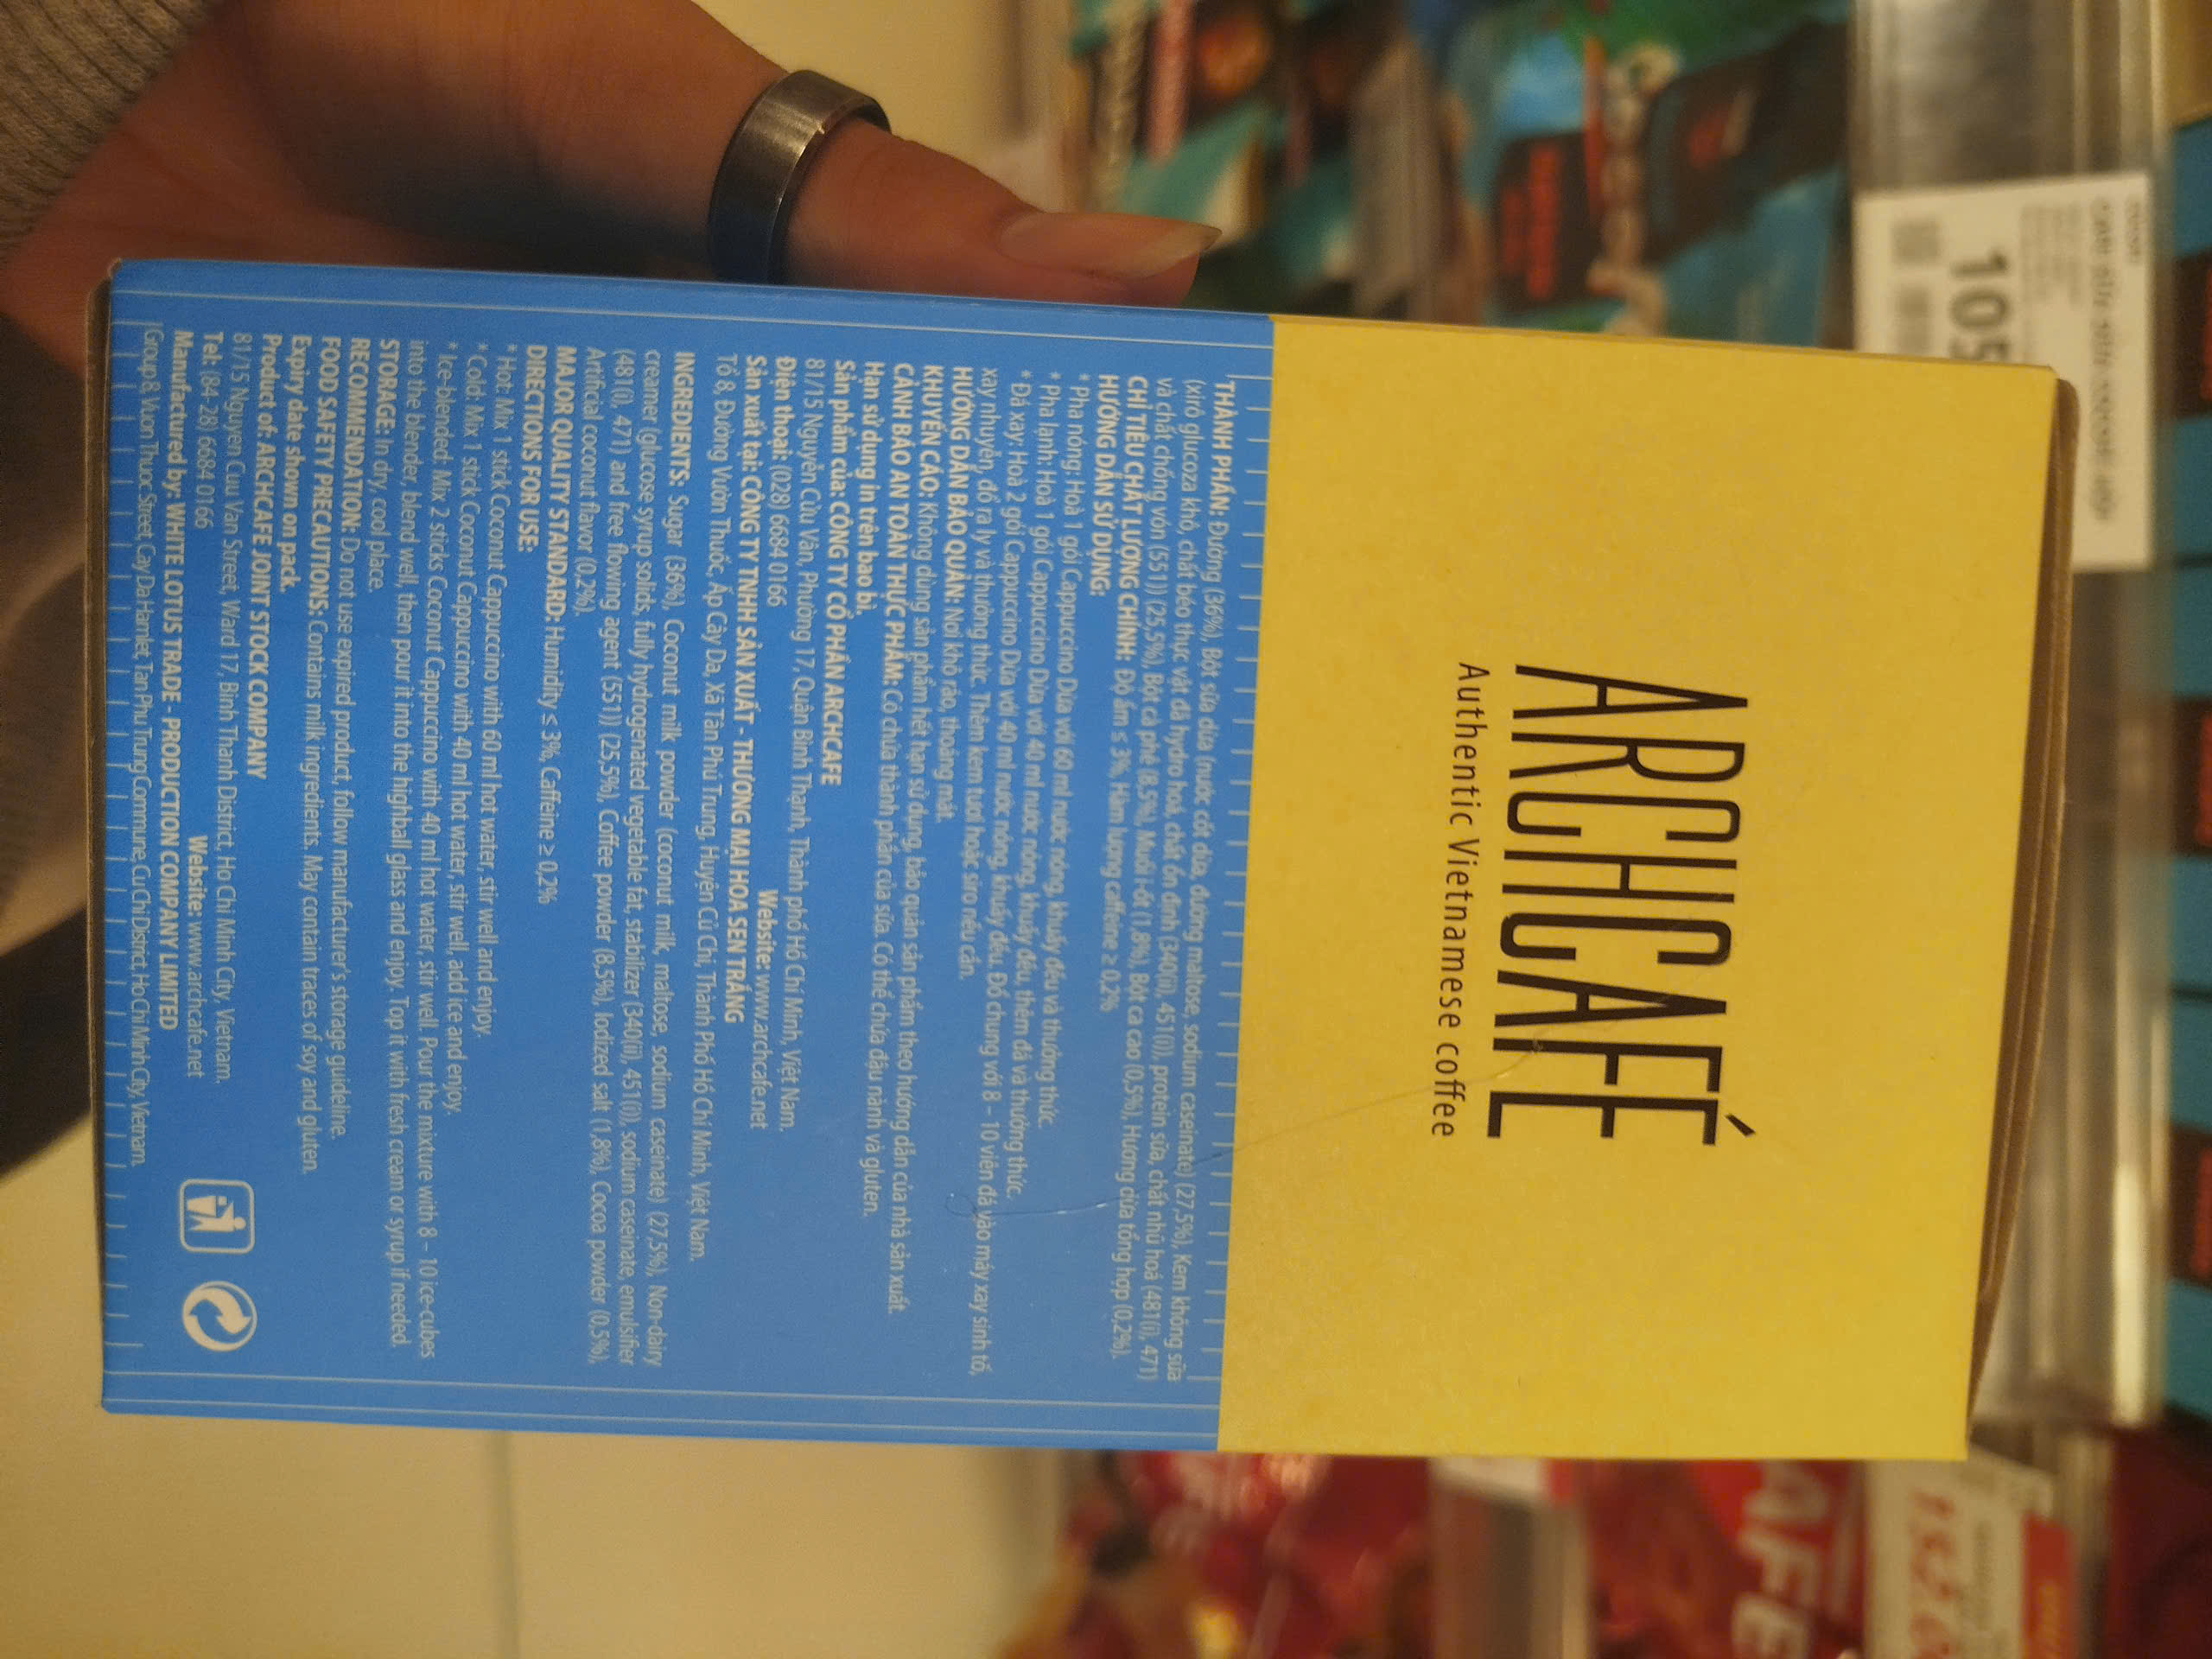 ARCHCAFÉ
Authentic Vietnamese coffee
THÀNH PHẦN: Đường (36%), Bột sữa dừa (nước cốt dừa, đường maltose, sodium caseinate) (27,5%), Kem không sữa
(xirô glucoza khô, chất béo thực vật đã hydro hoá, chất ổn định (340(ii), 451(i)), protein sữa, chất nhũ hoá (481(i), 471)
và chất chống vón (551)) (25,5%), Bột cà phê (8,5%), Muối i-ốt (1,8%), Bột ca cao (0,5%), Hương dừa tổng hợp (0.2%).
CHỈ TIÊU CHẤT LƯỢNG CHÍNH: Độ ẩm ≤ 3%, Hàm lượng caffeine ≥ 0.2%
HƯỚNG DẪN SỬ DỤNG:
* Pha nóng: Hoà 1 gói Cappuccino Dừa với 60 ml nước nóng, khuấy đều và thưởng thức.
* Pha lạnh: Hoà 1 gói Cappuccino Dừa với 40 ml nước nóng, khuấy đều, thêm đá và thưởng thức.
* Đá xay: Hoà 2 gói Cappuccino Dừa với 40 ml nước nóng, khuấy đều. Đổ chung với 8 - 10 viên đá vào máy xay sinh tố,
xay nhuyễn, đổ ra ly và thưởng thức. Thêm kem tươi hoặc siro nếu cần.
HƯỚNG DẪN BẢO QUẢN: Nơi khô ráo, thoáng mát.
KHUYẾN CÁO: Không dùng sản phẩm hết hạn sử dụng, bảo quản sản phẩm theo hướng dẫn của nhà sản xuất.
CẢNH BÁO AN TOÀN THỰC PHẨM: Có chứa thành phần của sữa. Có thể chứa đậu nành và gluten.
Hạn sử dụng in trên bao bì.
Sản phẩm của: CÔNG TY CỔ PHẦN ARCHCAFE
81/15 Nguyễn Cửu Vân, Phường 17, Quận Bình Thạnh, Thành phố Hồ Chí Minh, Việt Nam.
Điện thoại: (028) 6684 0166 Website: www.archcafe.net
Sản xuất tại: CÔNG TY TNHH SẢN XUẤT - THƯƠNG MẠI HOA SEN TRẮNG
Tổ 8, Đường Vườn Thuốc, Ấp Cây Da, Xã Tân Phú Trung, Huyện Củ Chi, Thành Phố Hồ Chí Minh, Việt Nam.
INGREDIENTS: Sugar (36%), Coconut milk powder (coconut milk, maltose, sodium caseinate) (27.5%), Non-dairy
creamer (glucose syrup solids, fully hydrogenated vegetable fat, stabilizer (340(ii), 451(i)), sodium caseinate, emulsifier
(481(i), 471) and free flowing agent (551)) (25.5%), Coffee powder (8.5%), Iodized salt (1.8%), Cocoa powder (0.5%),
Artificial coconut flavor (0.2%).
MAJOR QUALITY STANDARD: Humidity ≤ 3%, Caffeine ≥ 0.2%
DIRECTIONS FOR USE:
* Hot: Mix 1 stick Coconut Cappuccino with 60 ml hot water, stir well and enjoy.
* Cold: Mix 1 stick Coconut Cappuccino with 40 ml hot water, stir well, add ice and enjoy.
* Ice-blended: Mix 2 sticks Coconut Cappuccino with 40 ml hot water, stir well. Pour the mixture with 8 - 10 ice-cubes
into the blender, blend well, then pour it into the highball glass and enjoy. Top it with fresh cream or syrup if needed.
STORAGE: In dry, cool place.
RECOMMENDATION: Do not use expired product, follow manufacturer's storage guideline.
FOOD SAFETY PRECAUTIONS: Contains milk ingredients. May contain traces of soy and gluten.
Expiry date shown on pack.
Product of: ARCHCAFE JOINT STOCK COMPANY
81/15 Nguyen Cuu Van Street, Ward 17, Binh Thanh District, Ho Chi Minh City, Vietnam.
Tel: (84 28) 6684 0166 Website: www.archcafe.net
Manufactured by: WHITE LOTUS TRADE - PRODUCTION COMPANY LIMITED
Group 8, Vuon Thuoc Street, Cay Da Hamlet, Tan Phu Trung Commune, Cu Chi District, Ho Chi Minh City, Vietnam.
105